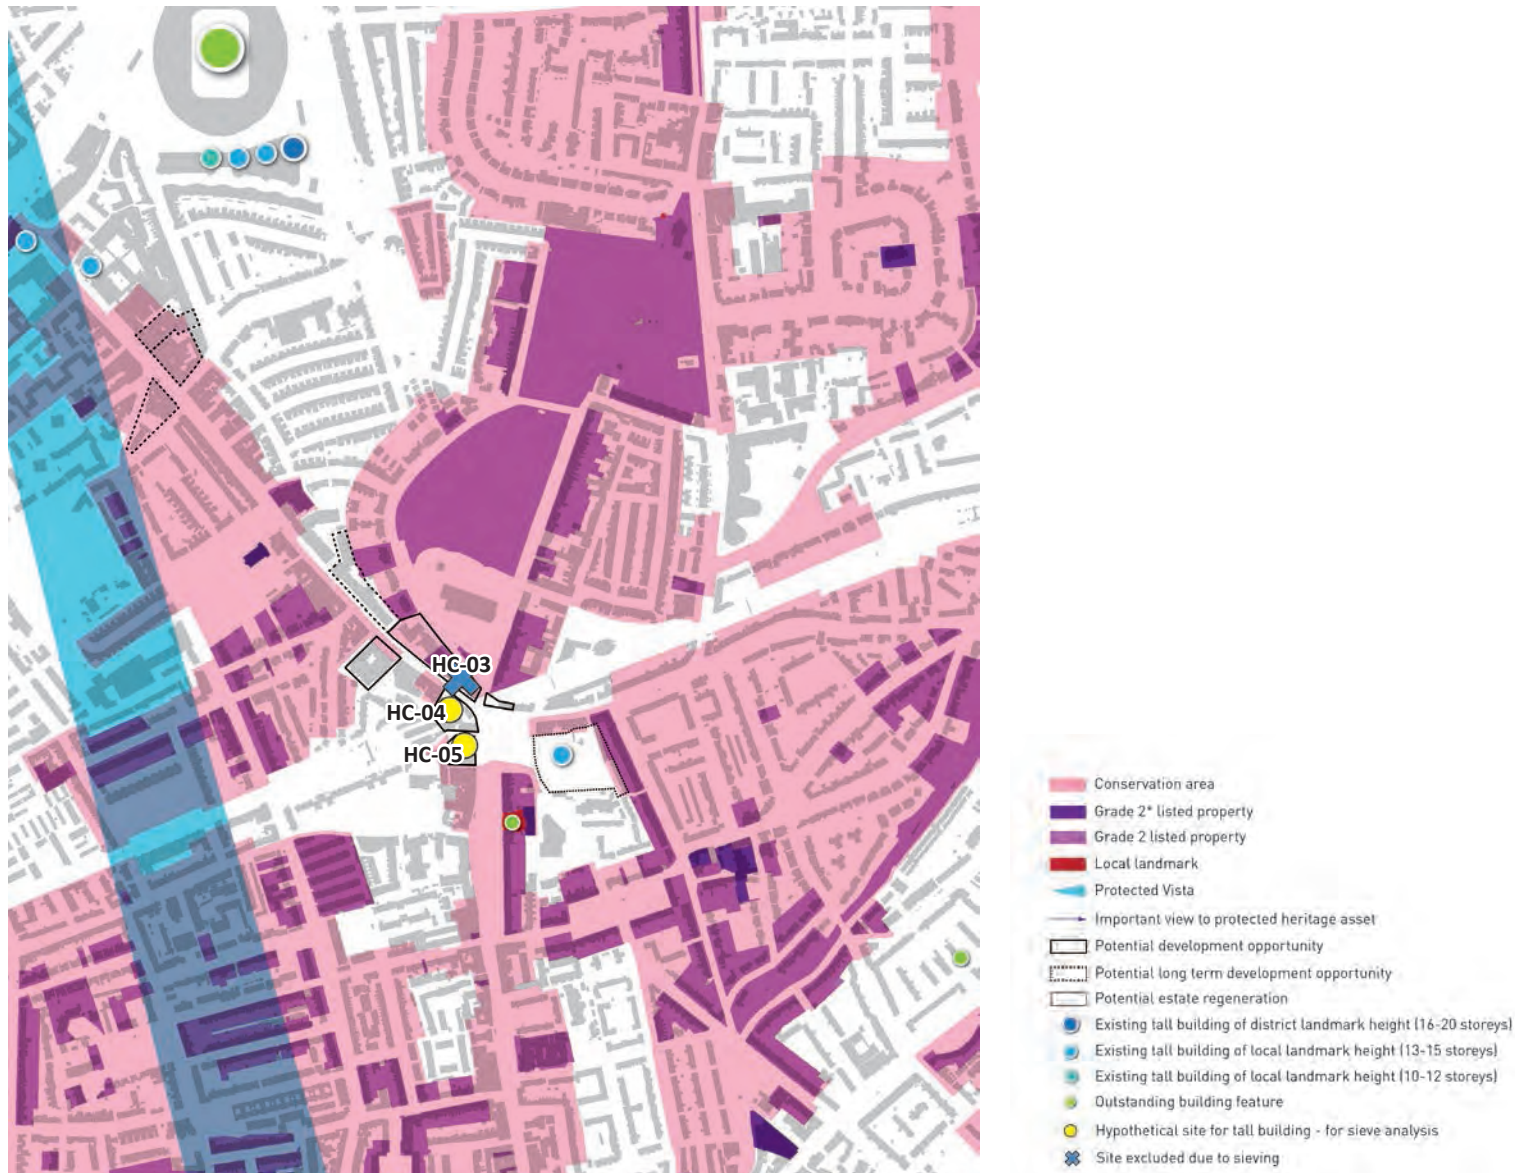 HC-03
HC-04
HC-05
Conservation area
Grade 2* listed property
Grade 2 listed property
Local landmark
Protected Vista
Important view to protected heritage asset
Potential development opportunity
Potential long term development opportunity
Potential estate regeneration
Existing tall building of district landmark height (16-20 storeys)
Existing tall building of local landmark height (13-15 storeys)
Existing tall building of local landmark height (10-12 storeys)
Outstanding building feature
Hypothetical site for tall building - for sieve analysis
Site excluded due to sieving